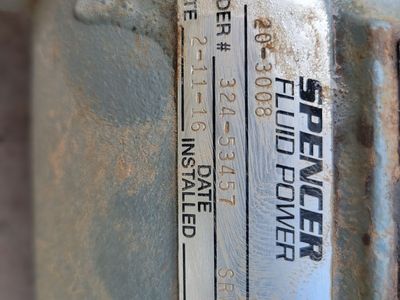 SPENCER
FLUID POWER
20-3008
DER # 324-53457 SR
TE 2-11-16 DATE
INSTALLED